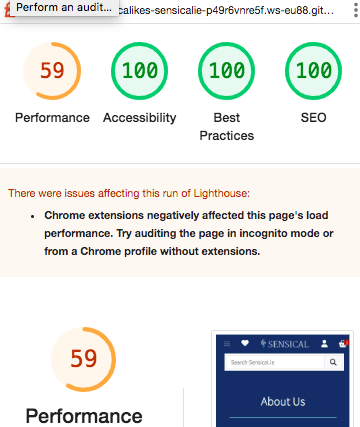 Perform an audit... calikes-sensicalie-p49r6vnre5f.ws-eu88.git...
59 100 100 100
Performance Accessibility Best Practices SEO
There were issues affecting this run of Lighthouse:
• Chrome extensions negatively affected this page's load
performance. Try auditing the page in incognito mode or
from a Chrome profile without extensions.
59
Performance
SENSICAL
Search Sensical.ie
About Us